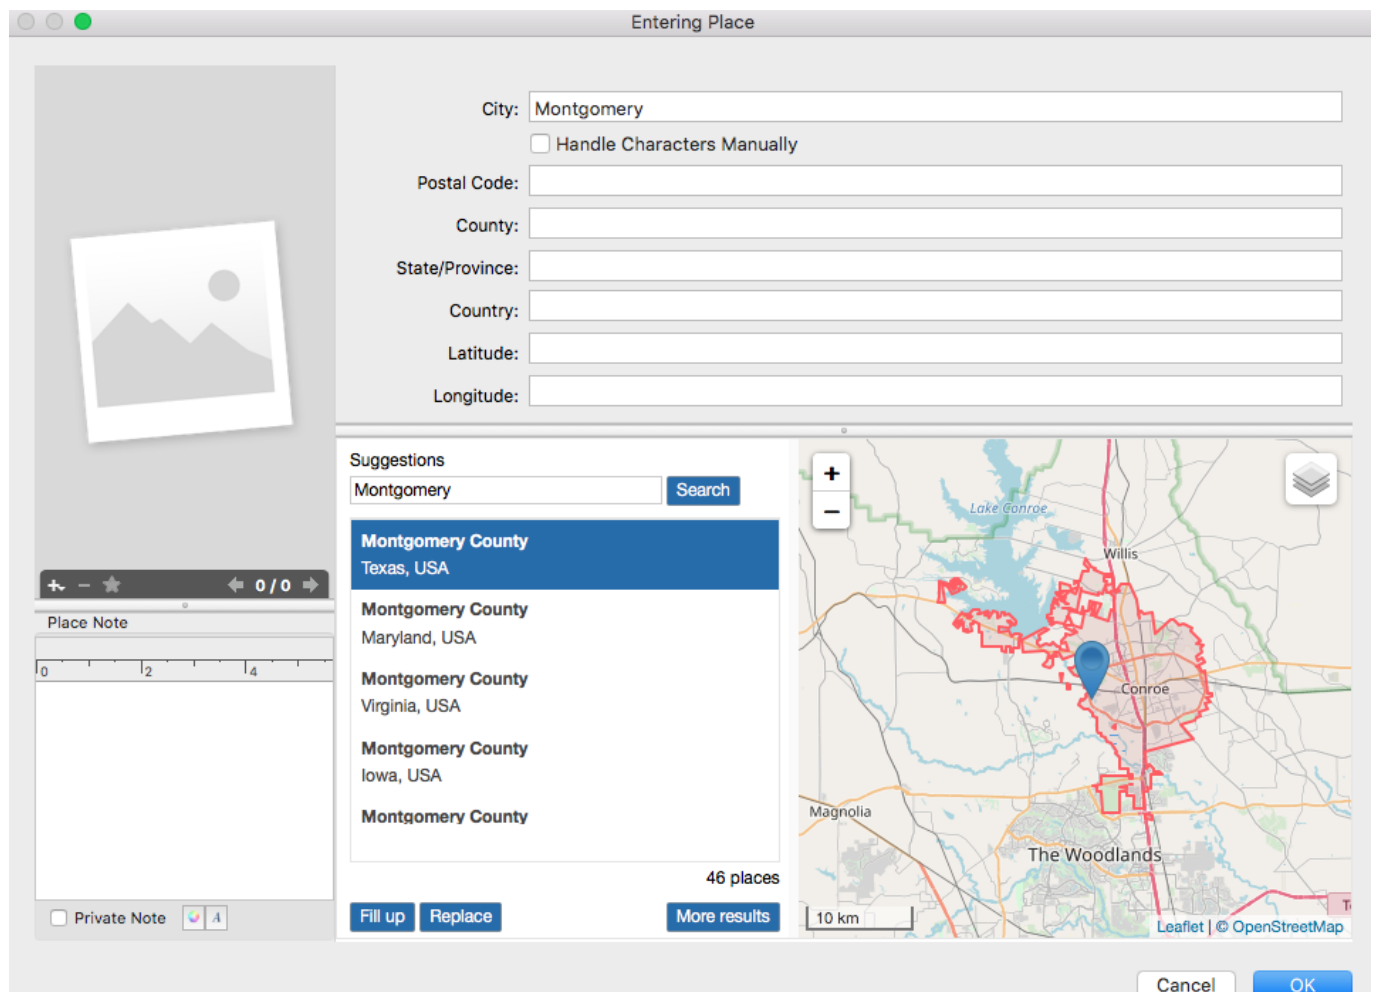 Entering Place
City: Montgomery
Handle Characters Manually
Postal Code:
County:
State/Province:
Country:
Latitude:
Longitude:
0/0
Place Note
0 2 4
Private Note A
Suggestions
Montgomery Search
Montgomery County
Texas, USA
Montgomery County
Maryland, USA
Montgomery County
Virginia, USA
Montgomery County
Iowa, USA
Montgomery County
46 places
Fill up Replace More results
+
−
Lake Conroe
Willis
Conroe
Magnolia
The Woodlands
10 km
Leaflet | © OpenStreetMap
Cancel OK